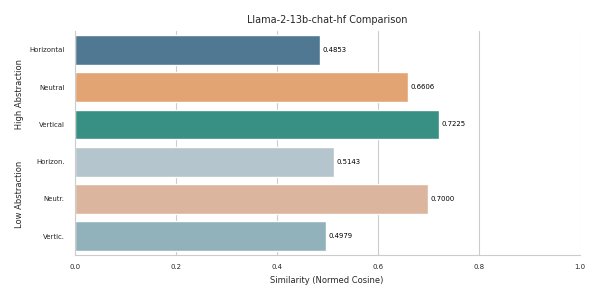 Llama-2-13b-chat-hf Comparison
High Abstraction
Horizontal
0.4853
Neutral
0.6606
Vertical
0.7225
Low Abstraction
Horizon.
0.5143
Neutr.
0.7000
Vertic.
0.4979
0.0 0.2 0.4 0.6 0.8 1.0
Similarity (Normed Cosine)